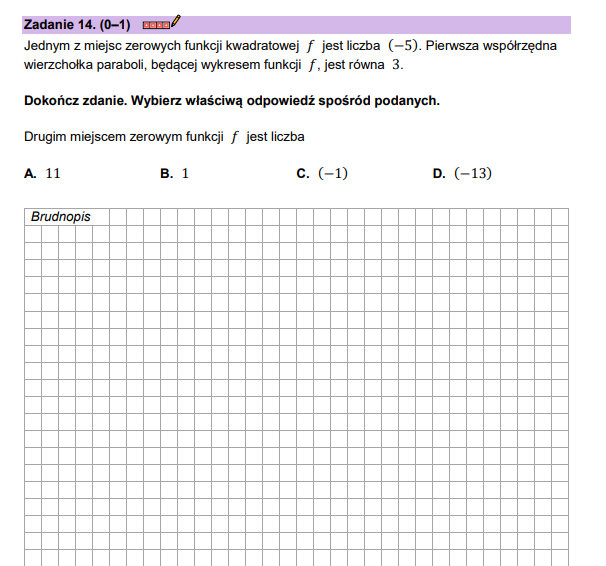 Zadanie 14. (0–1)
Jednym z miejsc zerowych funkcji kwadratowej f jest liczba (−5). Pierwsza współrzędna
wierzchołka paraboli, będącej wykresem funkcji f, jest równa 3.
Dokończ zdanie. Wybierz właściwą odpowiedź spośród podanych.
Drugim miejscem zerowym funkcji f jest liczba
A. 11 B. 1 C. (−1) D. (−13)
Brudnopis